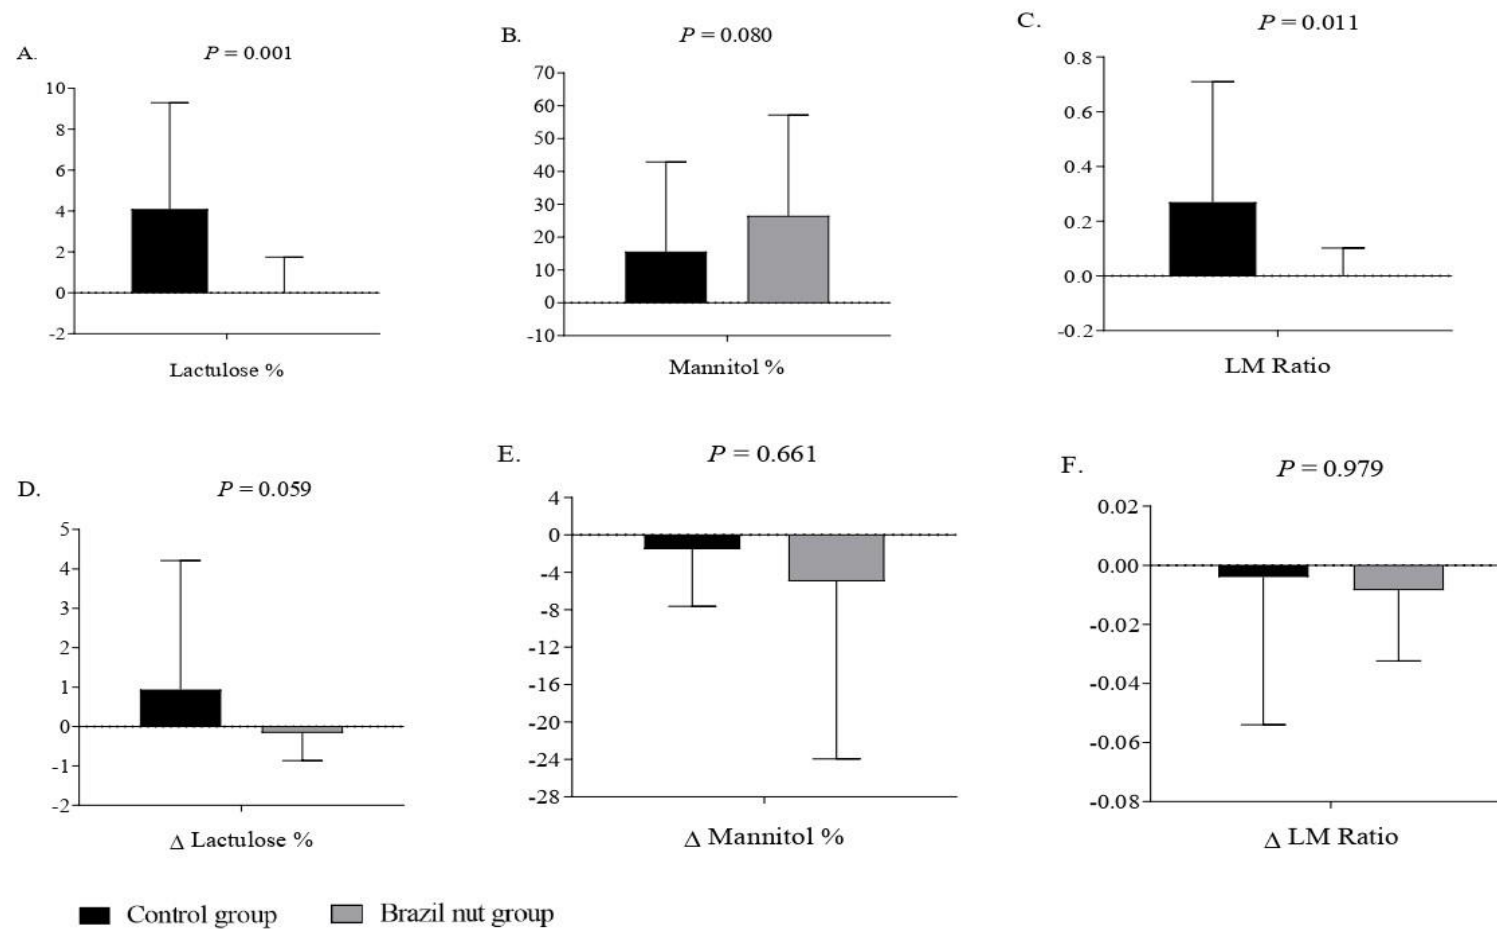 A.
P = 0.001
10
8
6
4
2
0
-2
Lactulose %
B.
P = 0.080
70
60
50
40
30
20
10
0
-10
Mannitol %
C.
P = 0.011
0.8
0.6
0.4
0.2
0.0
-0.2
LM Ratio
D.
P = 0.059
5
4
3
2
1
0
-1
-2
Δ Lactulose %
E.
P = 0.661
4
0
-4
-8
-12
-16
-20
-24
-28
Δ Mannitol %
F.
P = 0.979
0.02
0.00
-0.02
-0.04
-0.06
-0.08
Δ LM Ratio
Control group
Brazil nut group